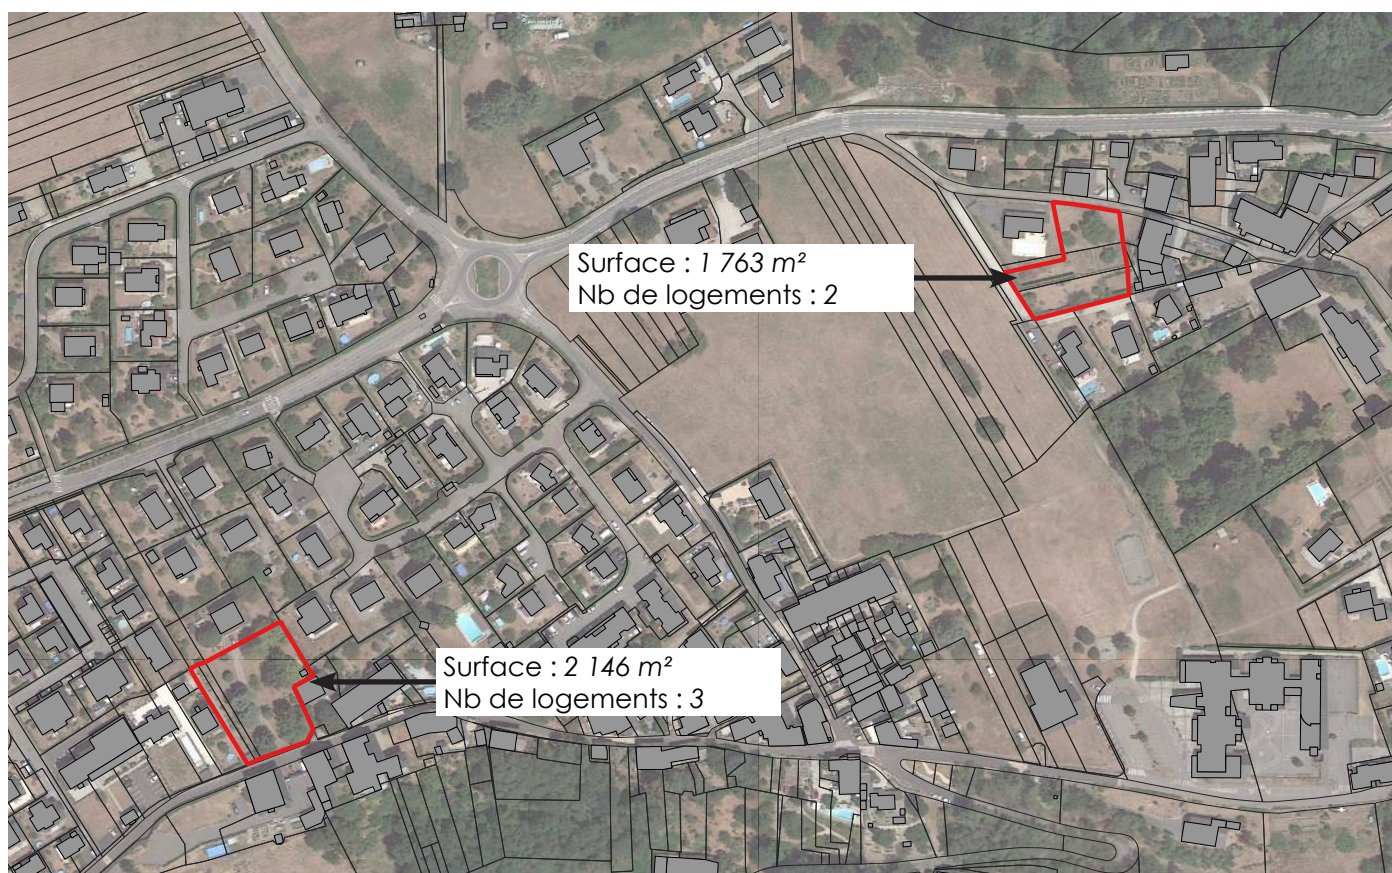 Surface : 1 763 m²
Nb de logements : 2
Surface : 2 146 m²
Nb de logements : 3